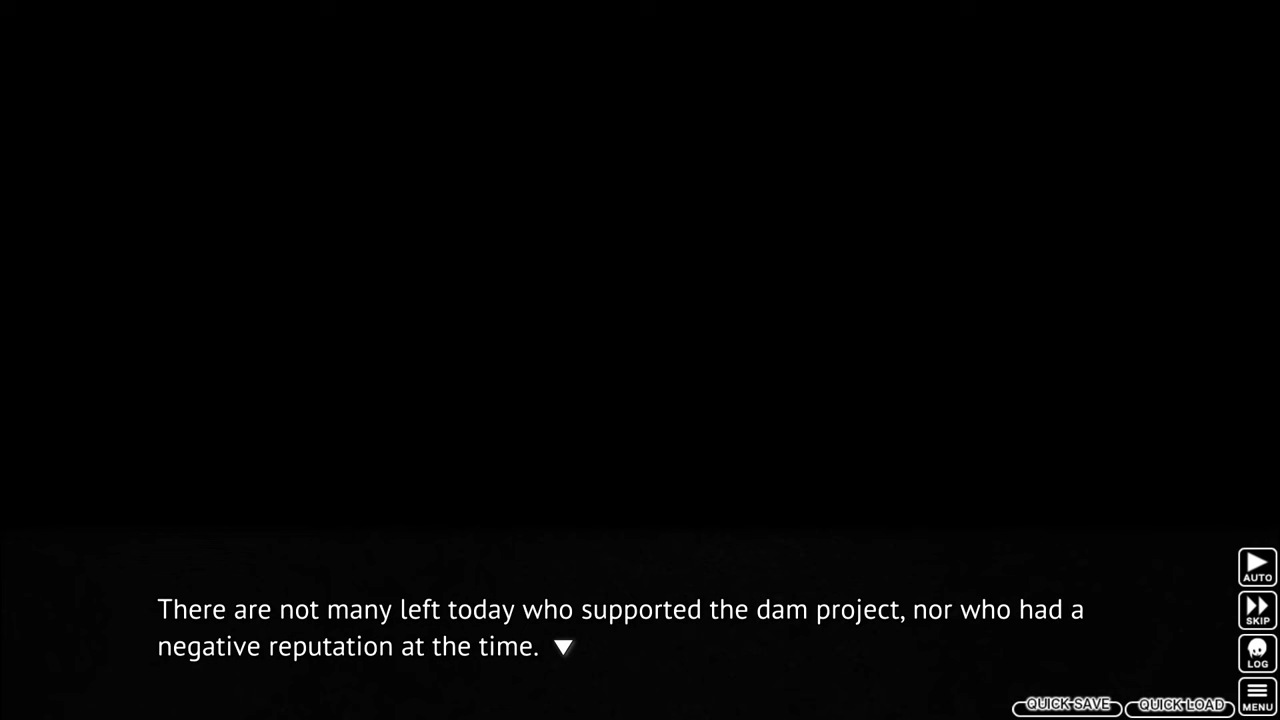 There are not many left today who supported the dam project, nor who had a
negative reputation at the time.
AUTO
SKIP
LOG
MENU
QUICK SAVE
QUICK LOAD